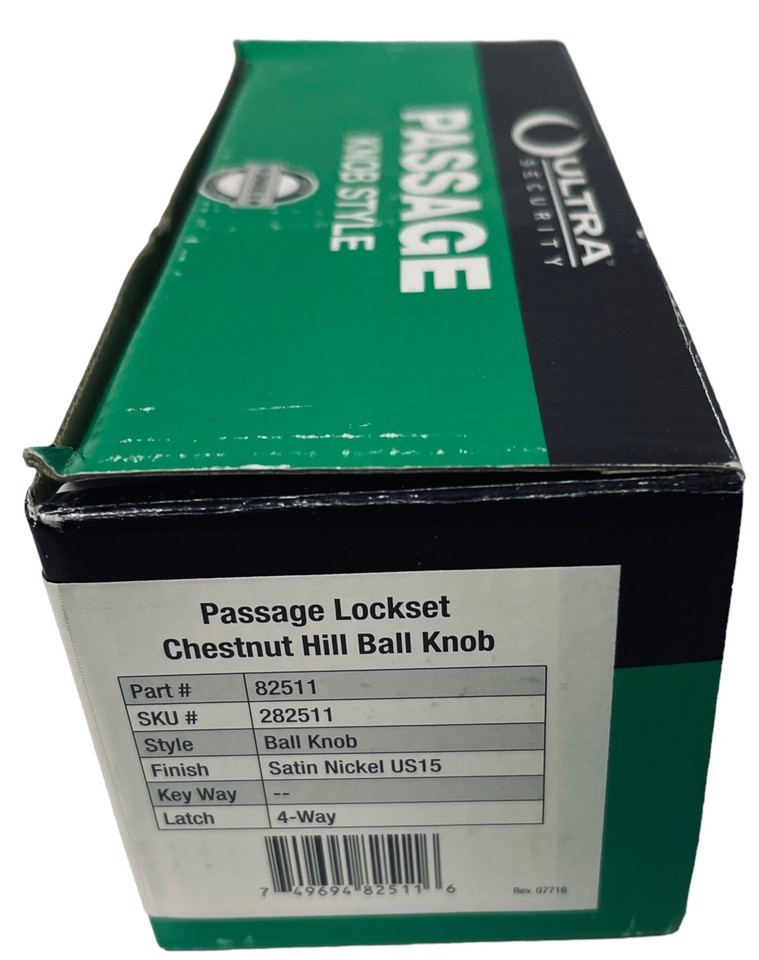 ULTRA
SECURITY
PASSAGE
KNOB STYLE
Passage Lockset
Chestnut Hill Ball Knob
Part # 82511
SKU # 282511
Style Ball Knob
Finish Satin Nickel US15
Key Way --
Latch 4-Way
7 49694 82511 6
Rev. 07716